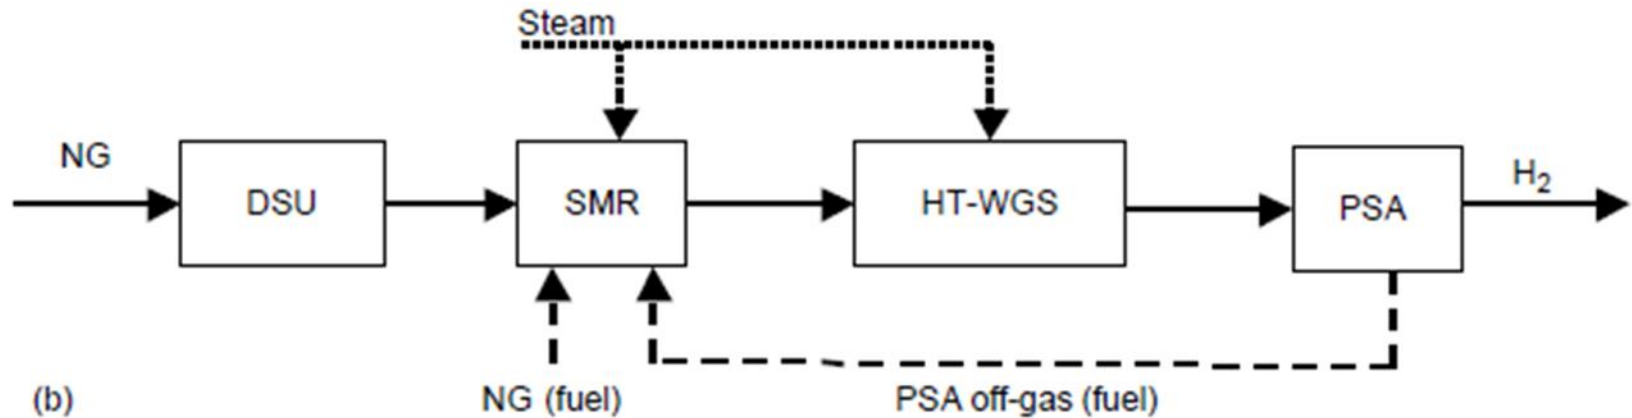 Steam
NG
DSU
SMR
HT-WGS
PSA
H₂
(b)
NG (fuel)
PSA off-gas (fuel)